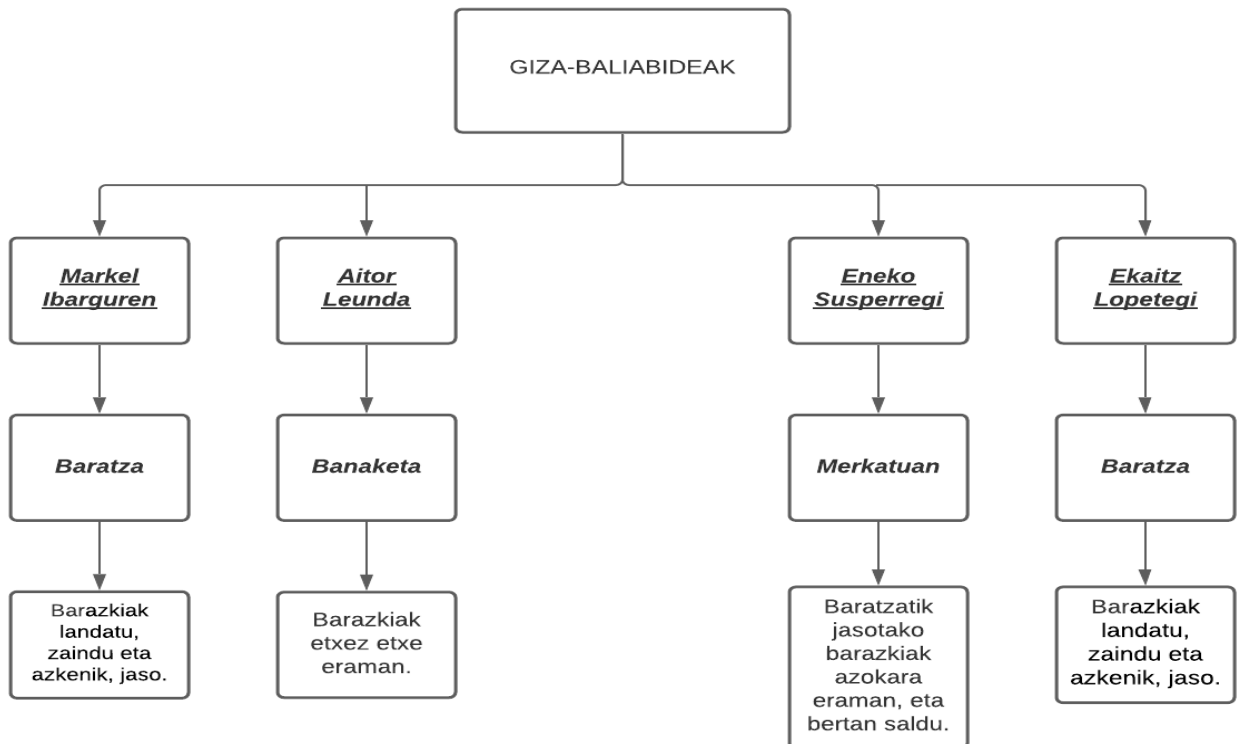 GIZA-BALIABIDEAK
Markel
Ibarguren
Aitor
Leunda
Eneko
Susperregi
Ekaitz
Lopetegi
Baratza
Banaketa
Merkatuan
Baratza
Barazkiak
landatu,
zaindu eta
azkenik, jaso.
Barazkiak
etxez etxe
eraman.
Baratzatik
jasotako
barazkiak
azokara
eraman, eta
bertan saldu.
Barazkiak
landatu,
zaindu eta
azkenik, jaso.